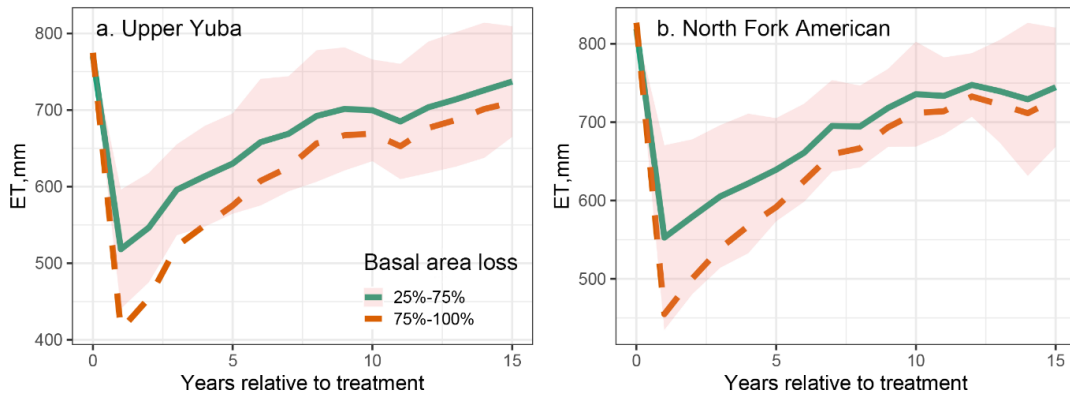 a. Upper Yuba
800
700
600
500
400
ET,mm
0
5
10
15
Years relative to treatment
Basal area loss
25%-75%
75%-100%
b. North Fork American
800
700
600
500
ET,mm
0
5
10
15
Years relative to treatment